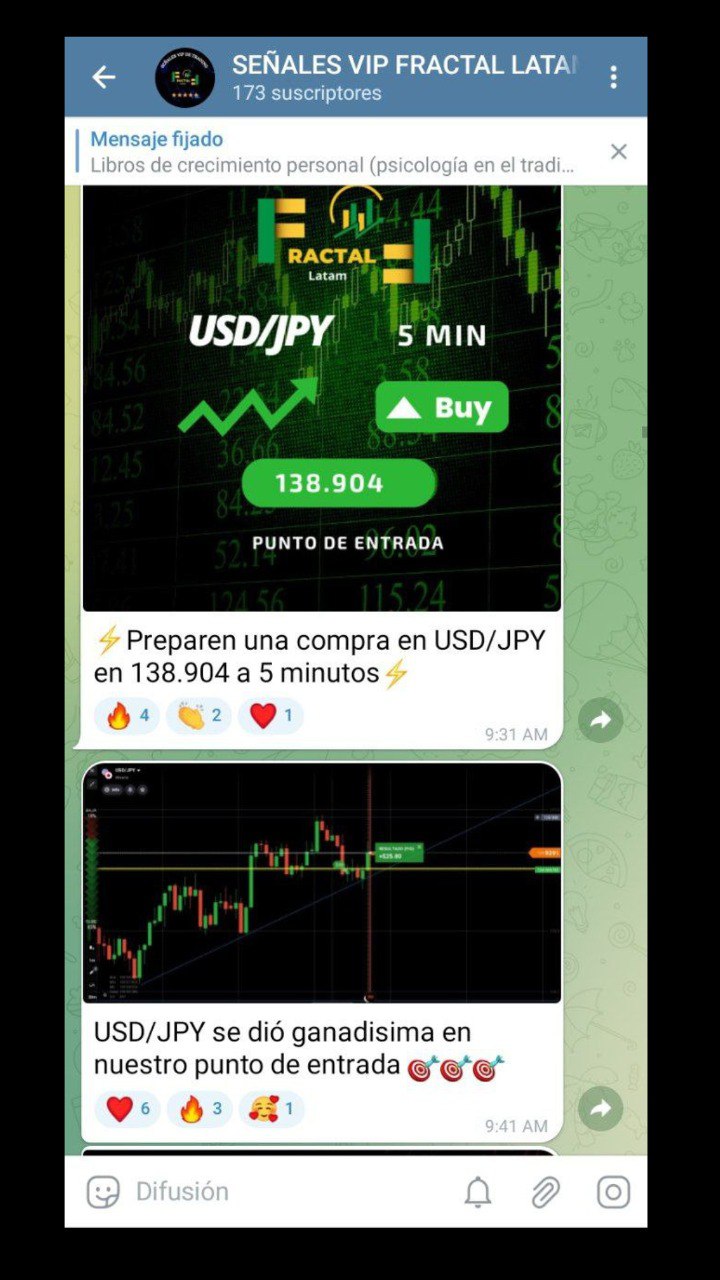 SEÑALES VIP FRACTAL LATAM
173 suscriptores
Mensaje fijado
Libros de crecimiento personal (psicología en el tradi...
FRACTAL
Latam
USD/JPY 5 MIN
Buy
138.904
PUNTO DE ENTRADA
⚡Preparen una compra en USD/JPY
en 138.904 a 5 minutos⚡
🔥 4 👏 2 ❤️ 1
9:31 AM
USD/JPY
USD/JPY se dió ganadisima en
nuestro punto de entrada 🎯🎯🎯
❤️ 6 🔥 3 🥰 1
9:41 AM
Difusión